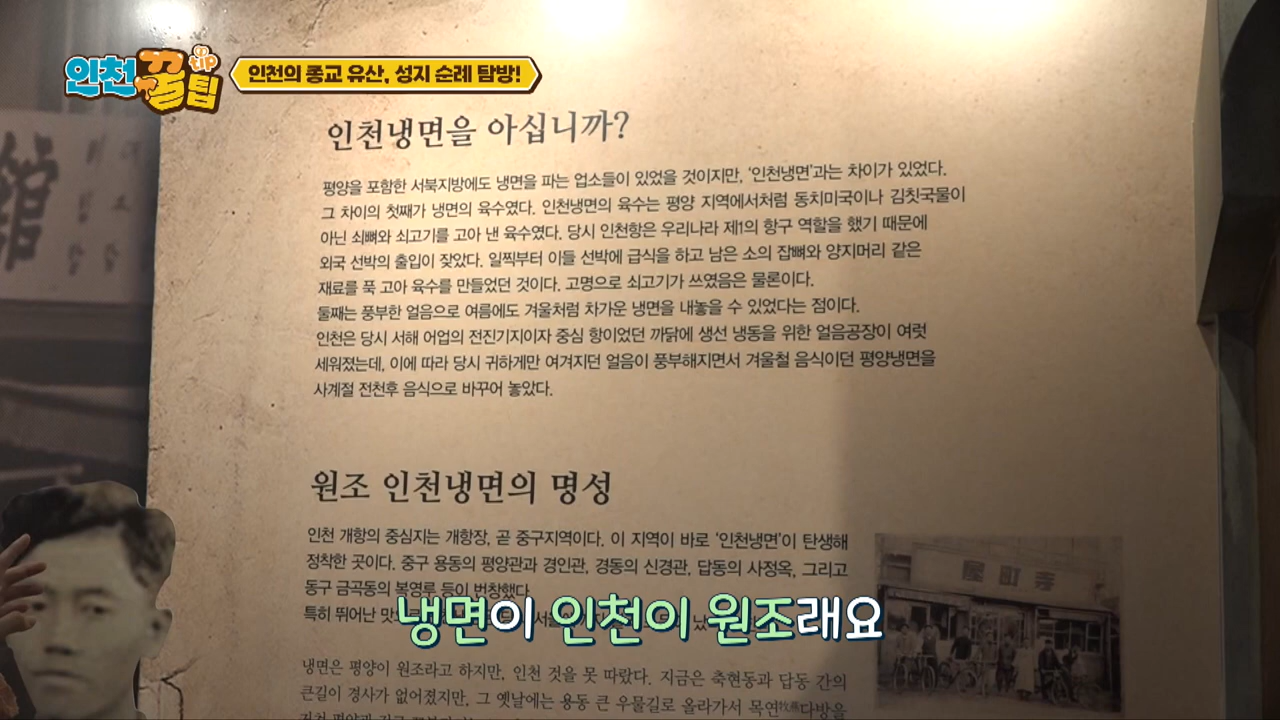 인천꿀팁
tip
인천의 종교 유산, 성지 순례 탐방!
館
인천냉면을 아십니까?
평양을 포함한 서북지방에도 냉면을 파는 업소들이 있었을 것이지만, '인천냉면'과는 차이가 있었다.
그 차이의 첫째가 냉면의 육수였다. 인천냉면의 육수는 평양 지역에서처럼 동치미국이나 김칫국물이
아닌 쇠뼈와 쇠고기를 고아 낸 육수였다. 당시 인천항은 우리나라 제1의 항구 역할을 했기 때문에
외국 선박의 출입이 잦았다. 일찍부터 이들 선박에 급식을 하고 남은 소의 잡뼈와 양지머리 같은
재료를 푹 고아 육수를 만들었던 것이다. 고명으로 쇠고기가 쓰였음은 물론이다.
둘째는 풍부한 얼음으로 여름에도 겨울처럼 차가운 냉면을 내놓을 수 있었다는 점이다.
인천은 당시 서해 어업의 전진기지이자 중심 항이었던 까닭에 생선 냉동을 위한 얼음공장이 여럿
세워졌는데, 이에 따라 당시 귀하게만 여겨지던 얼음이 풍부해지면서 겨울철 음식이던 평양냉면을
사계절 전천후 음식으로 바꾸어 놓았다.
원조 인천냉면의 명성
인천 개항의 중심지는 개항장, 곧 중구지역이다. 이 지역이 바로 '인천냉면'이 탄생해
정착한 곳이다. 중구 용동의 평양관과 경인관, 경동의 신경관, 답동의 사정옥, 그리고
동구 금곡동의 복영루 등이 번창했다.
특히 뛰어난
냉면이 인천이 원조래요
냉면은 평양이 원조라고 하지만, 인천 것을 못 따랐다. 지금은 축현동과 답동 간의
큰길이 경사가 없어졌지만, 그 옛날에는 용동 큰 우물길로 올라가서 목연다방을
屋町寺